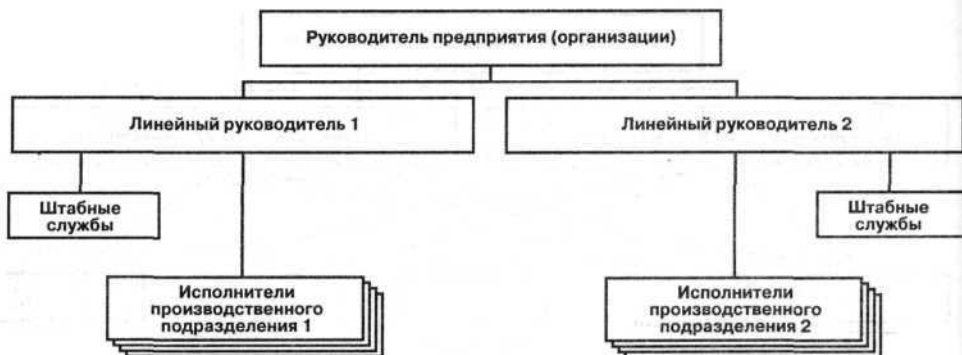 Руководитель предприятия (организации)
Линейный руководитель 1
Линейный руководитель 2
Штабные
службы
Штабные
службы
Исполнители
производственного
подразделения 1
Исполнители
производственного
подразделения 2